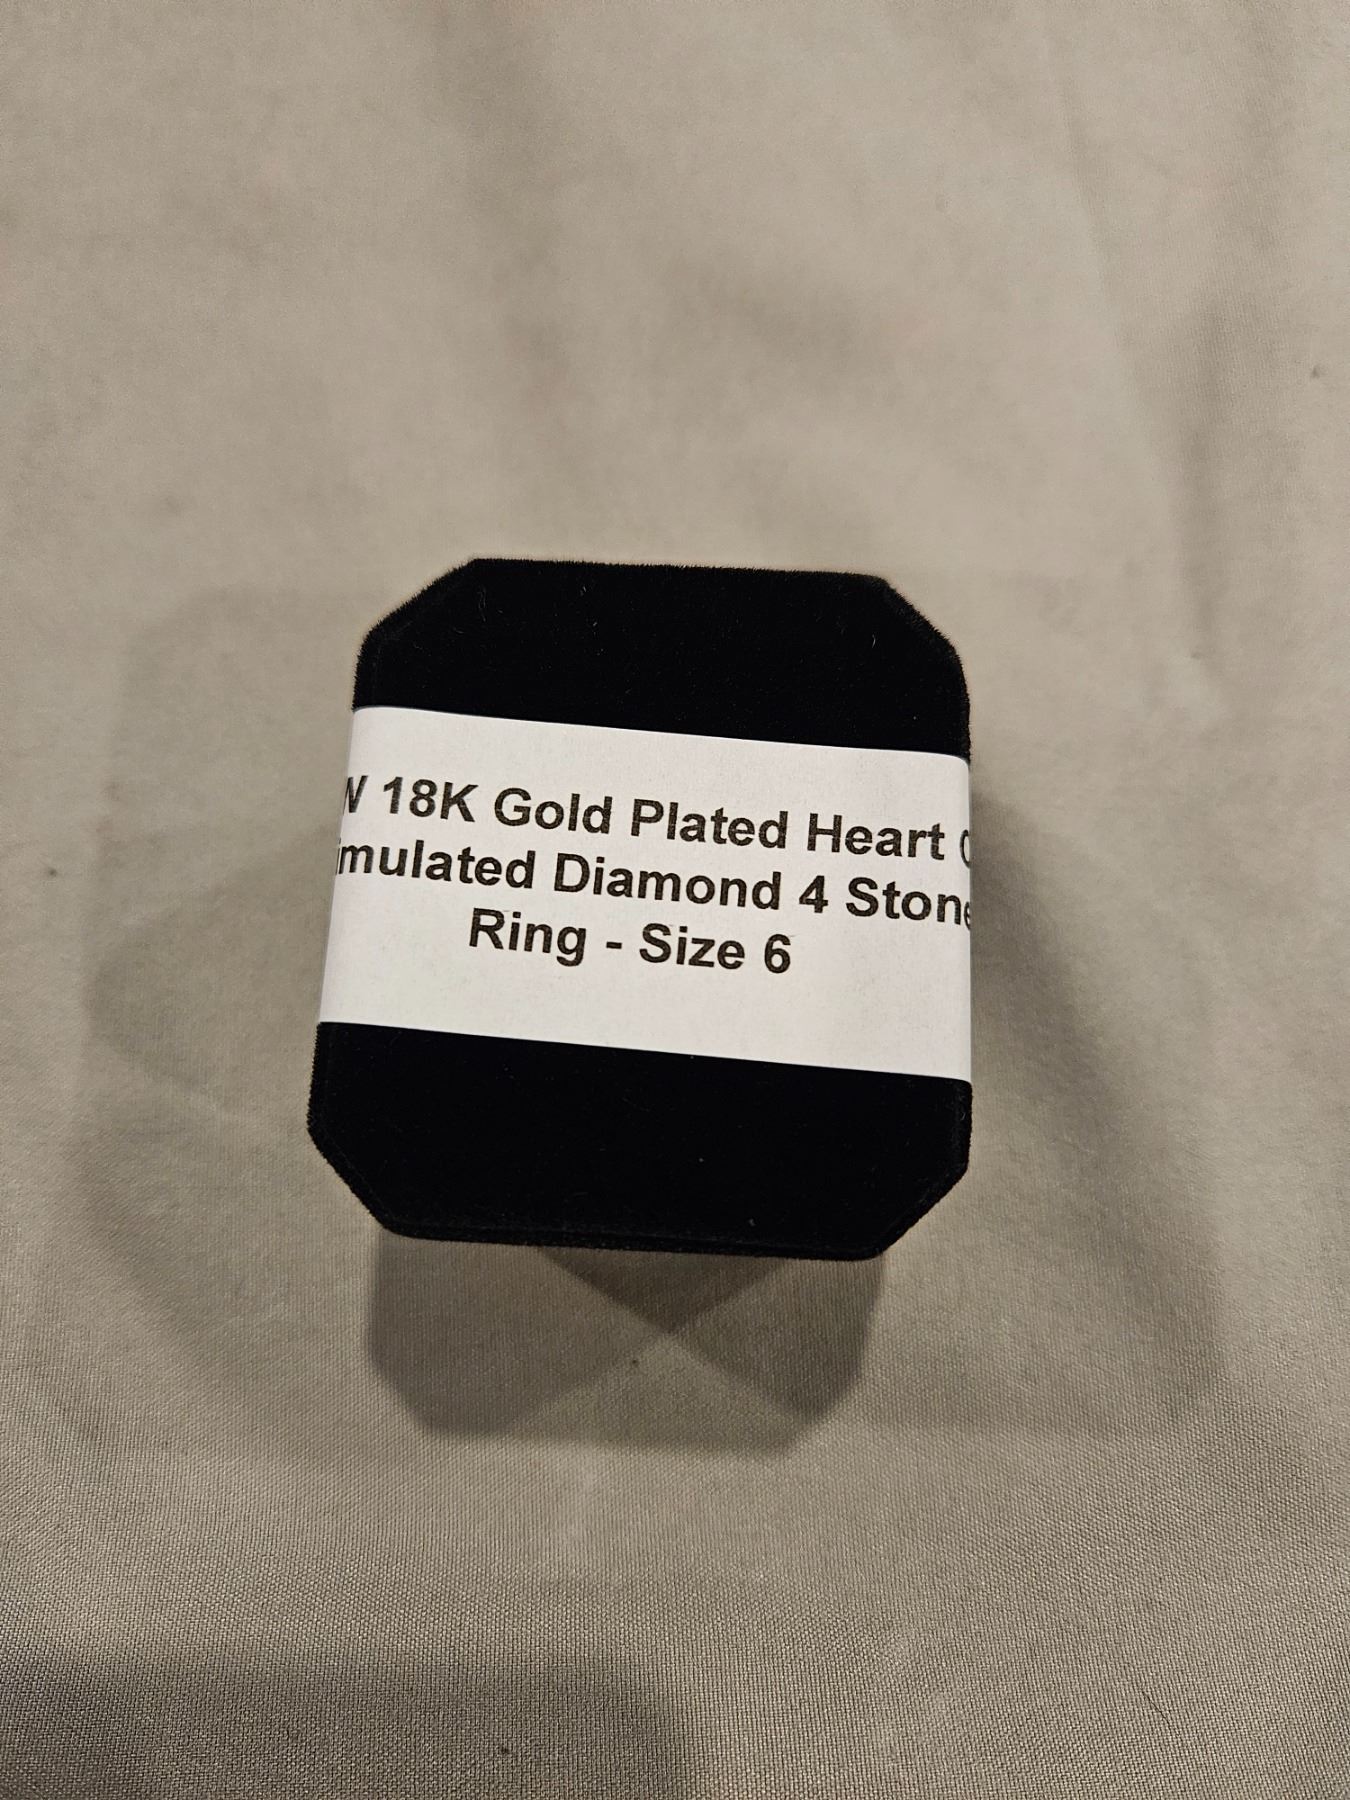 18K Gold Plated Heart
Diamond 4
Ring - Size 6